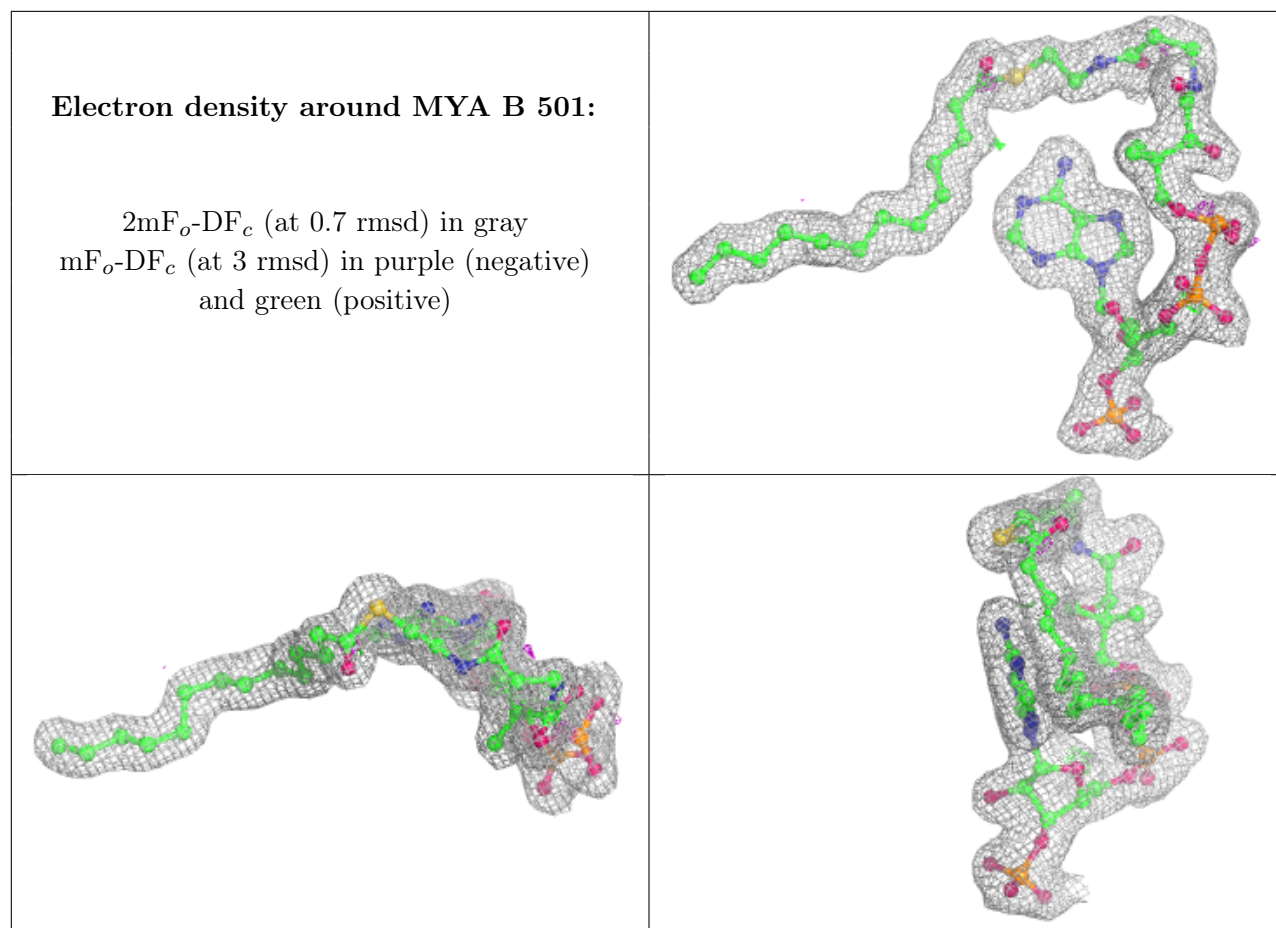 Electron density around MYA B 501:
2mFo-DFc (at 0.7 rmsd) in gray
mFo-DFc (at 3 rmsd) in purple (negative)
and green (positive)